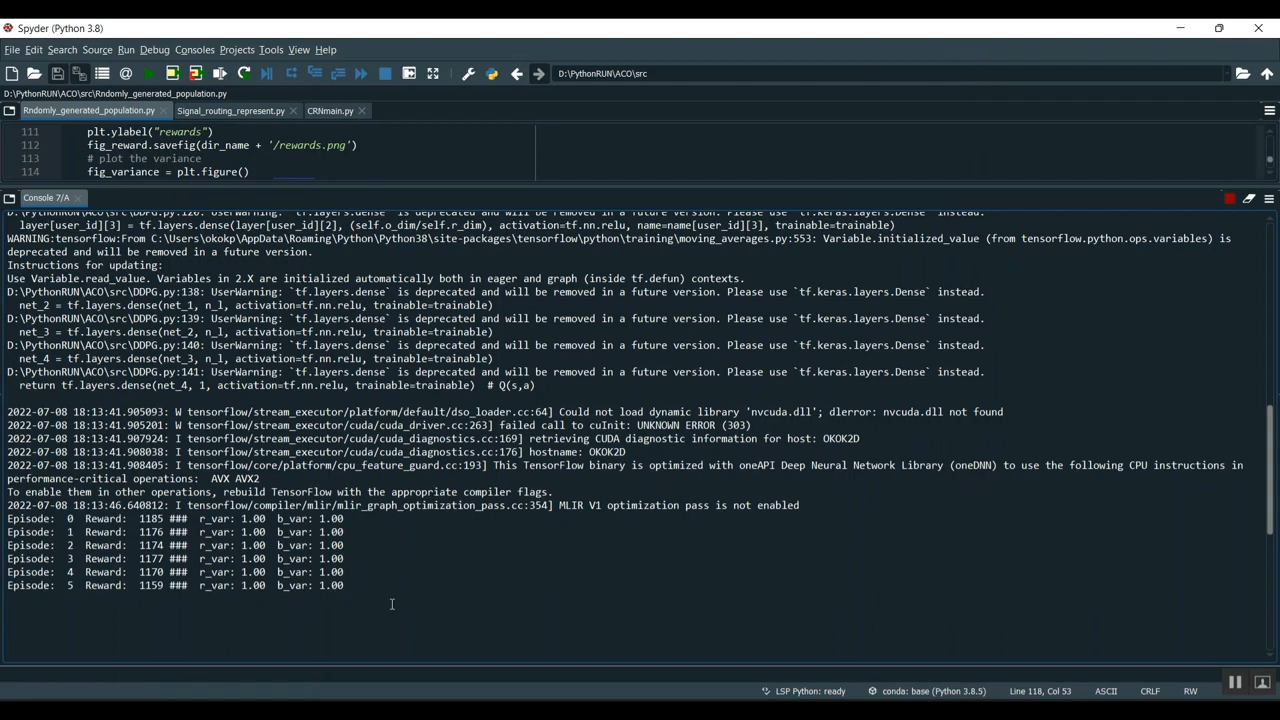 Spyder (Python 3.8)
File Edit Search Source Run Debug Consoles Projects Tools View Help
D:\PythonRUN\ACO\src
D:\PythonRUN\ACO\src\Rndomly_generated_population.py
Rndomly_generated_population.py Signal_routing_represent.py CRNmain.py
111 plt.ylabel("rewards")
112 fig_reward.savefig(dir_name + '/rewards.png')
113 # plot the variance
114 fig_variance = plt.figure()
Console 7/A
D:\PythonRUN\ACO\src\DDPG.py:120: UserWarning: `tf.layers.dense` is deprecated and will be removed in a future version. Please use `tf.keras.layers.Dense` instead.
layer[user_id][3] = tf.layers.dense(layer[user_id][2], (self.o_dim/self.r_dim), activation=tf.nn.relu, name=name[user_id][3], trainable=trainable)
WARNING:tensorflow:From C:\Users\okokp\AppData\Roaming\Python\Python38\site-packages\tensorflow\python\training\moving_averages.py:553: Variable.initialized_value (from tensorflow.python.ops.variables) is
deprecated and will be removed in a future version.
Instructions for updating:
Use Variable.read_value. Variables in 2.X are initialized automatically both in eager and graph (inside tf.defun) contexts.
D:\PythonRUN\ACO\src\DDPG.py:138: UserWarning: `tf.layers.dense` is deprecated and will be removed in a future version. Please use `tf.keras.layers.Dense` instead.
net_2 = tf.layers.dense(net_1, n_l, activation=tf.nn.relu, trainable=trainable)
D:\PythonRUN\ACO\src\DDPG.py:139: UserWarning: `tf.layers.dense` is deprecated and will be removed in a future version. Please use `tf.keras.layers.Dense` instead.
net_3 = tf.layers.dense(net_2, n_l, activation=tf.nn.relu, trainable=trainable)
D:\PythonRUN\ACO\src\DDPG.py:140: UserWarning: `tf.layers.dense` is deprecated and will be removed in a future version. Please use `tf.keras.layers.Dense` instead.
net_4 = tf.layers.dense(net_3, n_l, activation=tf.nn.relu, trainable=trainable)
D:\PythonRUN\ACO\src\DDPG.py:141: UserWarning: `tf.layers.dense` is deprecated and will be removed in a future version. Please use `tf.keras.layers.Dense` instead.
return tf.layers.dense(net_4, 1, activation=tf.nn.relu, trainable=trainable) # Q(s,a)
2022-07-08 18:13:41.905093: W tensorflow/stream_executor/platform/default/dso_loader.cc:64] Could not load dynamic library 'nvcuda.dll'; dlerror: nvcuda.dll not found
2022-07-08 18:13:41.905201: W tensorflow/stream_executor/cuda/cuda_driver.cc:263] failed call to cuInit: UNKNOWN ERROR (303)
2022-07-08 18:13:41.907924: I tensorflow/stream_executor/cuda/cuda_diagnostics.cc:169] retrieving CUDA diagnostic information for host: OKOK2D
2022-07-08 18:13:41.908038: I tensorflow/stream_executor/cuda/cuda_diagnostics.cc:176] hostname: OKOK2D
2022-07-08 18:13:41.908405: I tensorflow/core/platform/cpu_feature_guard.cc:193] This TensorFlow binary is optimized with oneAPI Deep Neural Network Library (oneDNN) to use the following CPU instructions in
performance-critical operations: AVX AVX2
To enable them in other operations, rebuild TensorFlow with the appropriate compiler flags.
2022-07-08 18:13:46.640812: I tensorflow/compiler/mlir/mlir_graph_optimization_pass.cc:354] MLIR V1 optimization pass is not enabled
Episode: 0 Reward: 1185 ### r_var: 1.00 b_var: 1.00
Episode: 1 Reward: 1176 ### r_var: 1.00 b_var: 1.00
Episode: 2 Reward: 1174 ### r_var: 1.00 b_var: 1.00
Episode: 3 Reward: 1177 ### r_var: 1.00 b_var: 1.00
Episode: 4 Reward: 1170 ### r_var: 1.00 b_var: 1.00
Episode: 5 Reward: 1159 ### r_var: 1.00 b_var: 1.00
LSP Python: ready conda: base (Python 3.8.5) Line 118, Col 53 ASCII CRLF RW